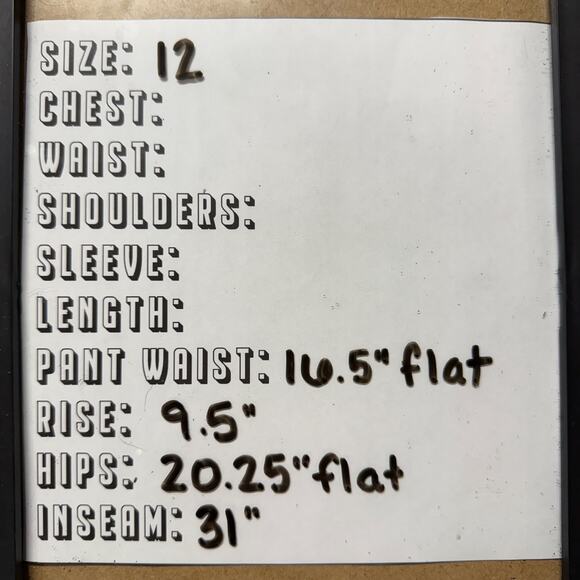 SIZE: 12
CHEST:
WAIST:
SHOULDERS:
SLEEVE:
LENGTH:
PANT WAIST: 16.5" flat
RISE: 9.5"
HIPS: 20.25" flat
INSEAM: 31"